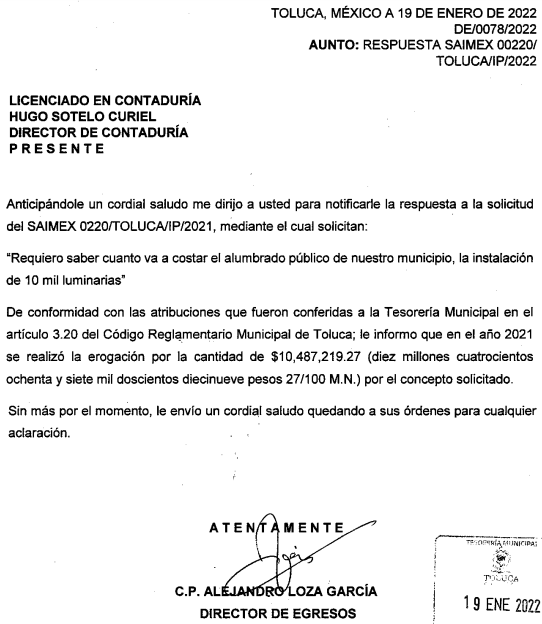 TOLUCA, MÉXICO A 19 DE ENERO DE 2022
DE/0078/2022
AUNTO: RESPUESTA SAIMEX 00220/
TOLUCA/IP/2022
LICENCIADO EN CONTADURÍA
HUGO SOTELO CURIEL
DIRECTOR DE CONTADURÍA
P R E S E N T E
Anticipándole un cordial saludo me dirijo a usted para notificarle la respuesta a la solicitud
del SAIMEX 0220/TOLUCA/IP/2021, mediante el cual solicitan:
“Requiero saber cuanto va a costar el alumbrado público de nuestro municipio, la instalación
de 10 mil luminarias”
De conformidad con las atribuciones que fueron conferidas a la Tesorería Municipal en el
artículo 3.20 del Código Reglamentario Municipal de Toluca; le informo que en el año 2021
se realizó la erogación por la cantidad de $10,487,219.27 (diez millones cuatrocientos
ochenta y siete mil doscientos diecinueve pesos 27/100 M.N.) por el concepto solicitado.
Sin más por el momento, le envío un cordial saludo quedando a sus órdenes para cualquier
aclaración.
A T E N T A M E N T E
C.P. ALEJANDRO LOZA GARCÍA
DIRECTOR DE EGRESOS
TESORERÍA MUNICIPAL
TOLUCA
19 ENE 2022